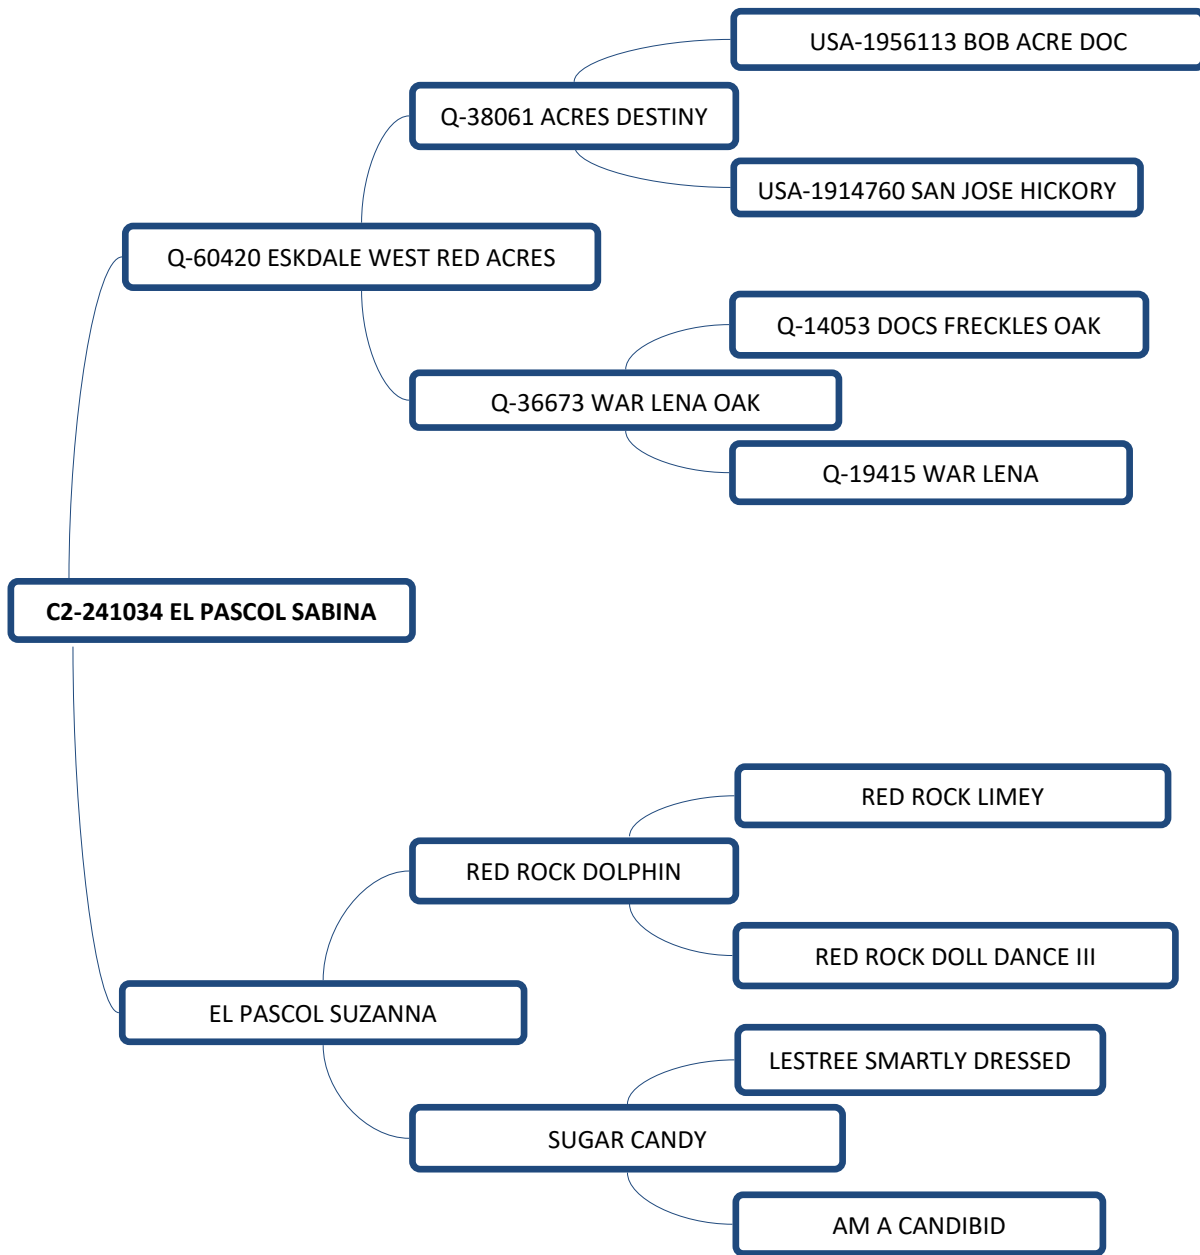 USA-1956113 BOB ACRE DOC
Q-38061 ACRES DESTINY
USA-1914760 SAN JOSE HICKORY
Q-60420 ESKDALE WEST RED ACRES
Q-14053 DOCS FRECKLES OAK
Q-36673 WAR LENA OAK
Q-19415 WAR LENA
C2-241034 EL PASCOL SABINA
RED ROCK LIMEY
RED ROCK DOLPHIN
RED ROCK DOLL DANCE III
EL PASCOL SUZANNA
LESTREE SMARTLY DRESSED
SUGAR CANDY
AM A CANDIBID